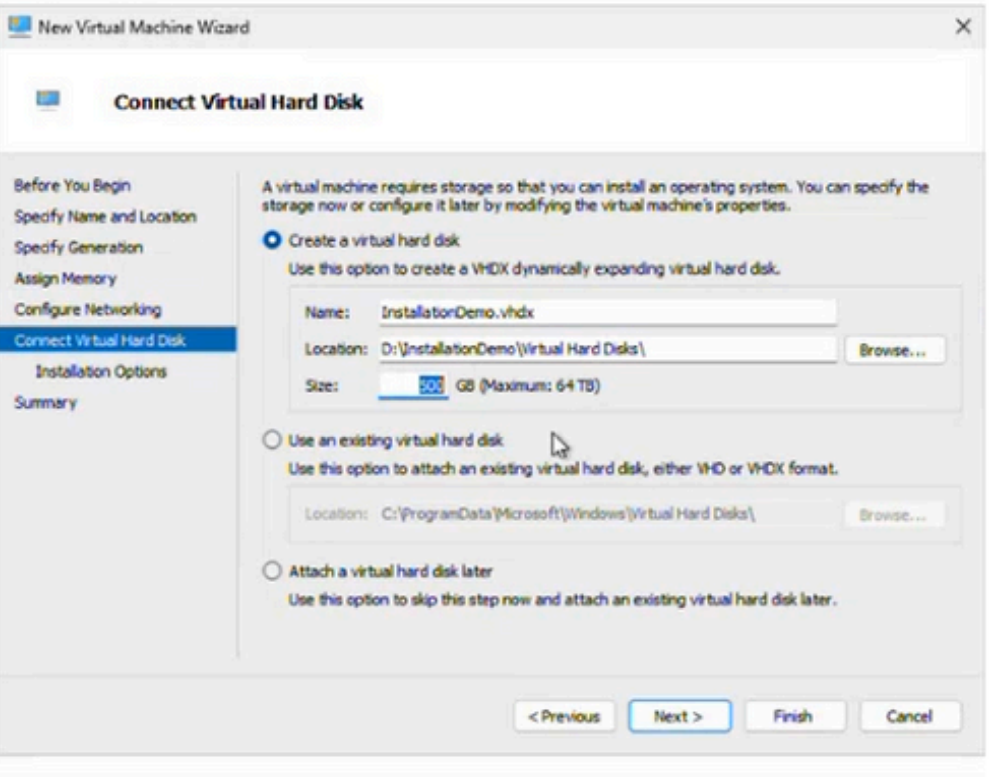 New Virtual Machine Wizard
Connect Virtual Hard Disk
Before You Begin
Specify Name and Location
Specify Generation
Assign Memory
Configure Networking
Connect Virtual Hard Disk
Installation Options
Summary
A virtual machine requires storage so that you can install an operating system. You can specify the
storage now or configure it later by modifying the virtual machine's properties.
Create a virtual hard disk
Use this option to create a VHDX dynamically expanding virtual hard disk.
Name: InstallationDemo.vhdx
Location: D:\InstallationDemo\Virtual Hard Disks\ Browse...
Size: 500 GB (Maximum: 64 TB)
Use an existing virtual hard disk
Use this option to attach an existing virtual hard disk, either VHD or VHDX format.
Location: C:\ProgramData\Microsoft\Windows\Virtual Hard Disks\ Browse...
Attach a virtual hard disk later
Use this option to skip this step now and attach an existing virtual hard disk later.
< Previous Next > Finish Cancel